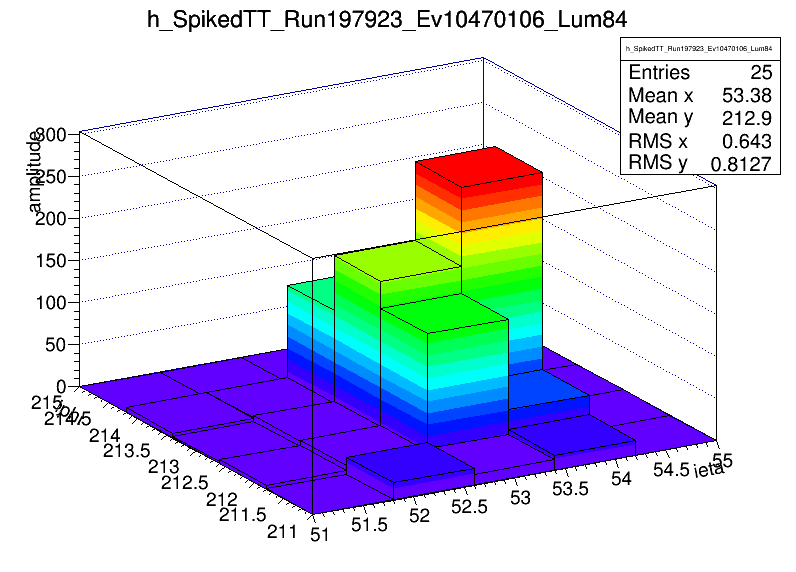 h_SpikedTT_Run197923_Ev10470106_Lum84
h_SpikedTT_Run197923_Ev10470106_Lum84
Entries 25
Mean x 53.38
Mean y 212.9
RMS x 0.643
RMS y 0.8127
amplitude
300
250
200
150
100
50
0
215
214.5
214
213.5
213
212.5
212
211.5
211
51
51.5
52
52.5
53
53.5
54
54.5
55
ieta